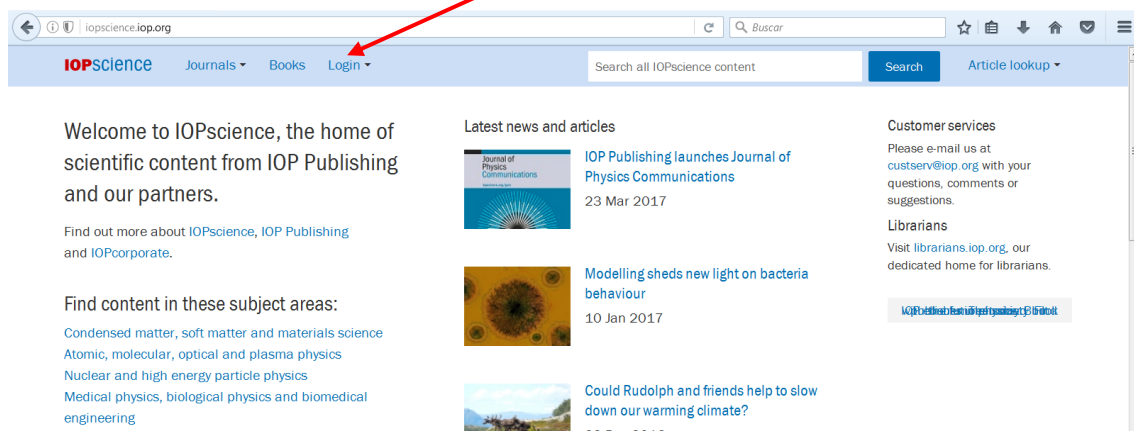 iopscience.iop.org
Buscar
IOPscience
Journals
Books
Login
Search all IOPscience content
Search
Article lookup
Welcome to IOPscience, the home of
scientific content from IOP Publishing
and our partners.
Find out more about IOPscience, IOP Publishing
and IOPcorporate.
Find content in these subject areas:
Condensed matter, soft matter and materials science
Atomic, molecular, optical and plasma physics
Nuclear and high energy particle physics
Medical physics, biological physics and biomedical
engineering
Latest news and articles
Journal of
Physics
Communications
IOP Publishing launches Journal of
Physics Communications
23 Mar 2017
Modelling sheds new light on bacteria
behaviour
10 Jan 2017
Could Rudolph and friends help to slow
down our warming climate?
Customer services
Please e-mail us at
custserv@iop.org with your
questions, comments or
suggestions.
Librarians
Visit librarians.iop.org, our
dedicated home for librarians.